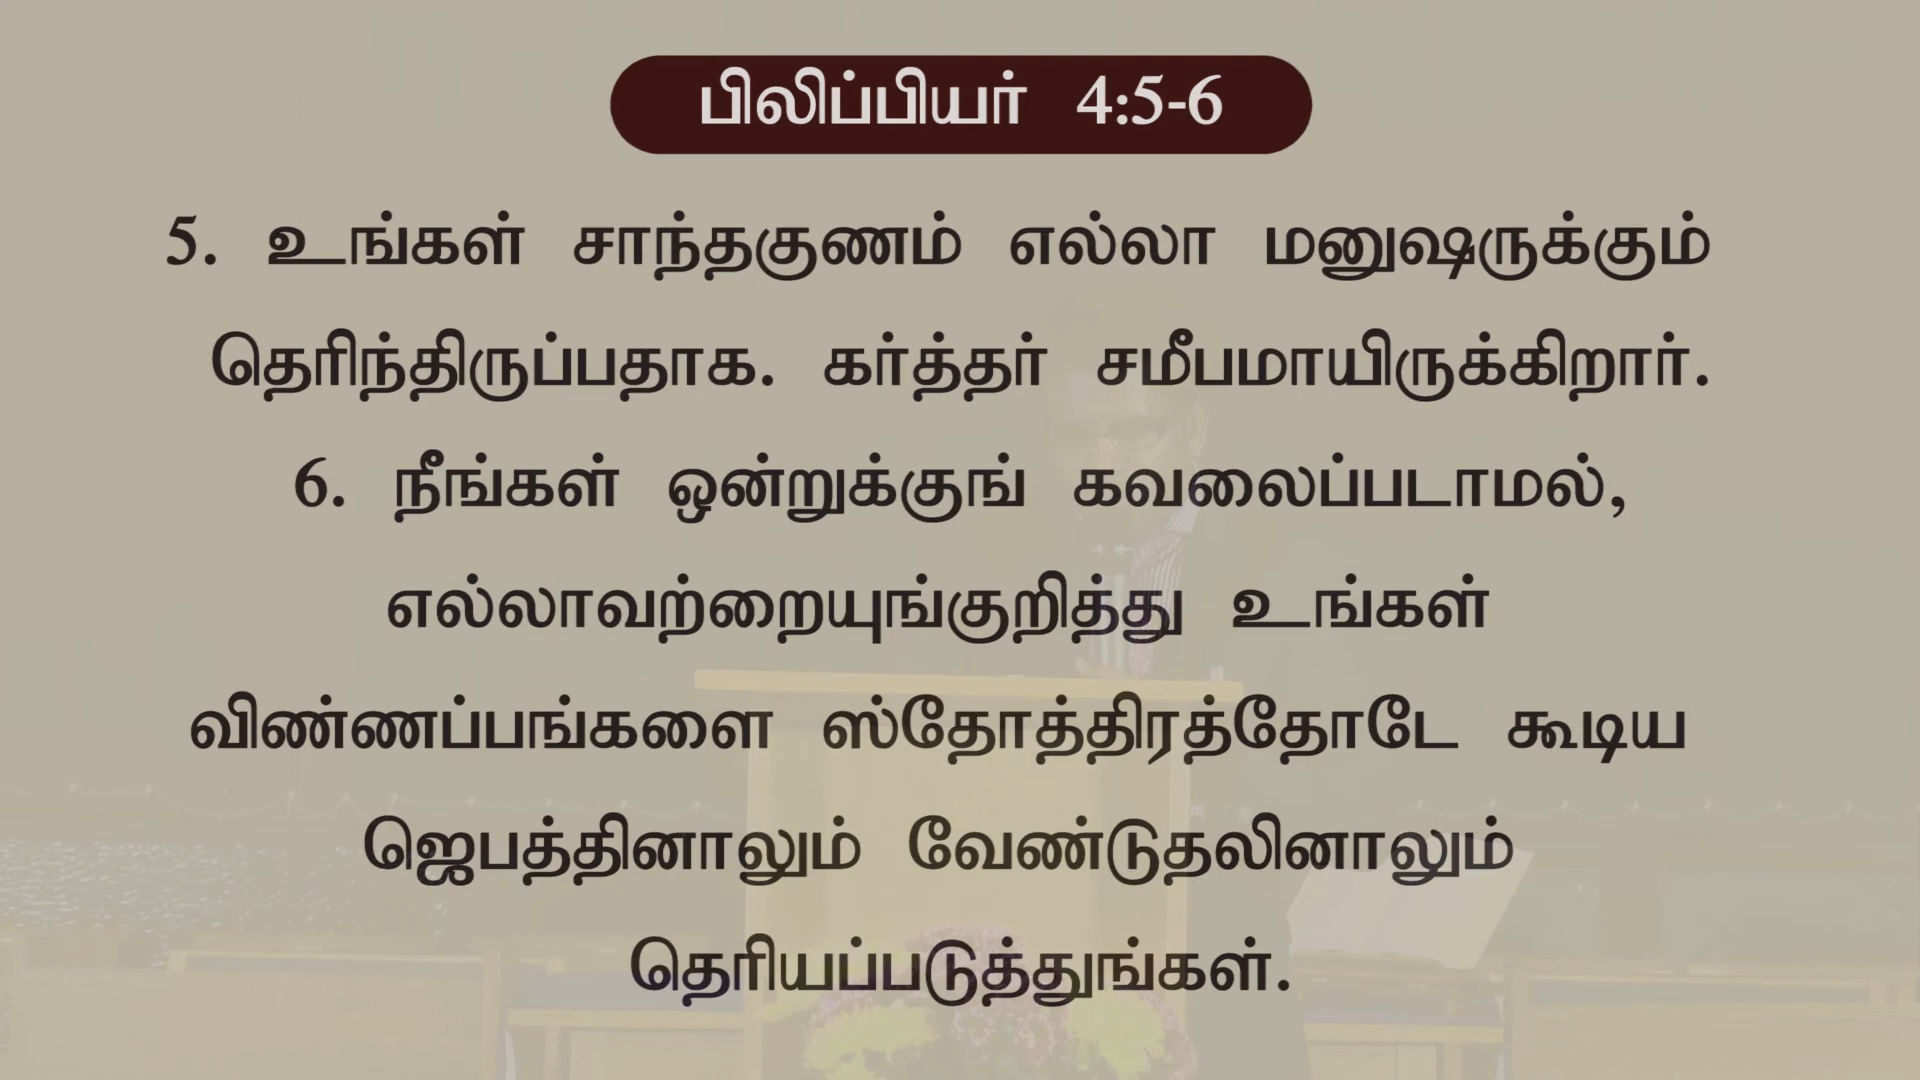 பிலிப்பியர் 4:5-6
5. உங்கள் சாந்தகுணம் எல்லா மனுஷருக்கும்
தெரிந்திருப்பதாக. கர்த்தர் சமீபமாயிருக்கிறார்.
6. நீங்கள் ஒன்றுக்குங் கவலைப்படாமல்,
எல்லாவற்றையுங்குறித்து உங்கள்
விண்ணப்பங்களை ஸ்தோத்திரத்தோடே கூடிய
ஜெபத்தினாலும் வேண்டுதலினாலும்
தெரியப்படுத்துங்கள்.